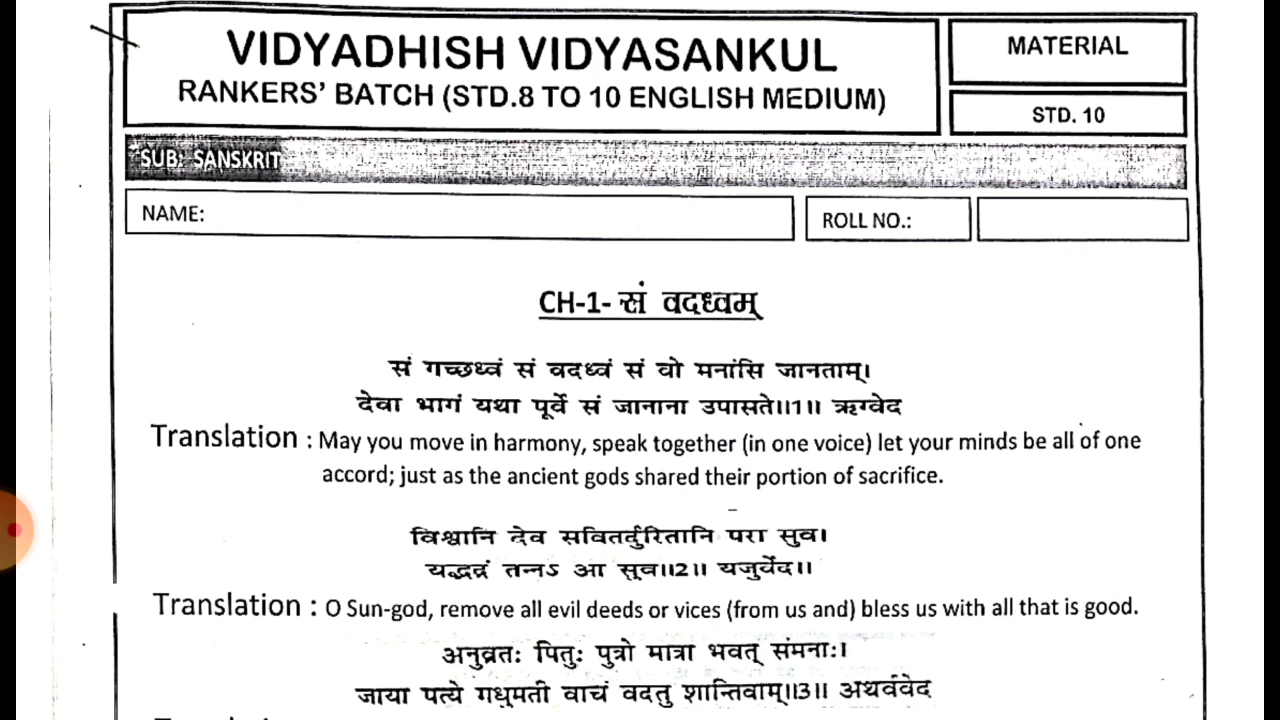 VIDYADHISH VIDYASANKUL
RANKERS' BATCH (STD.8 TO 10 ENGLISH MEDIUM)
MATERIAL
STD. 10
SUB: SANSKRIT
NAME:
ROLL NO.:
CH-1- सं वदध्वम्
सं गच्छध्वं सं वदध्वं सं वो मनांसि जानताम्।
देवा भागं यथा पूर्वे सं जानाना उपासते॥1॥ ऋग्वेद
Translation : May you move in harmony, speak together (in one voice) let your minds be all of one
accord; just as the ancient gods shared their portion of sacrifice.
विश्वानि देव सवितर्दुरितानि परा सुव।
यद्भद्रं तन्नऽ आ सूव॥2॥ यजुर्वेद॥
Translation : O Sun-god, remove all evil deeds or vices (from us and) bless us with all that is good.
अनुव्रतः पितुः पुत्रो मात्रा भवत् संमनाः।
जाया पत्ये गधुमती वाचं वदतु शान्तिवाम्॥3॥ अथर्ववेद